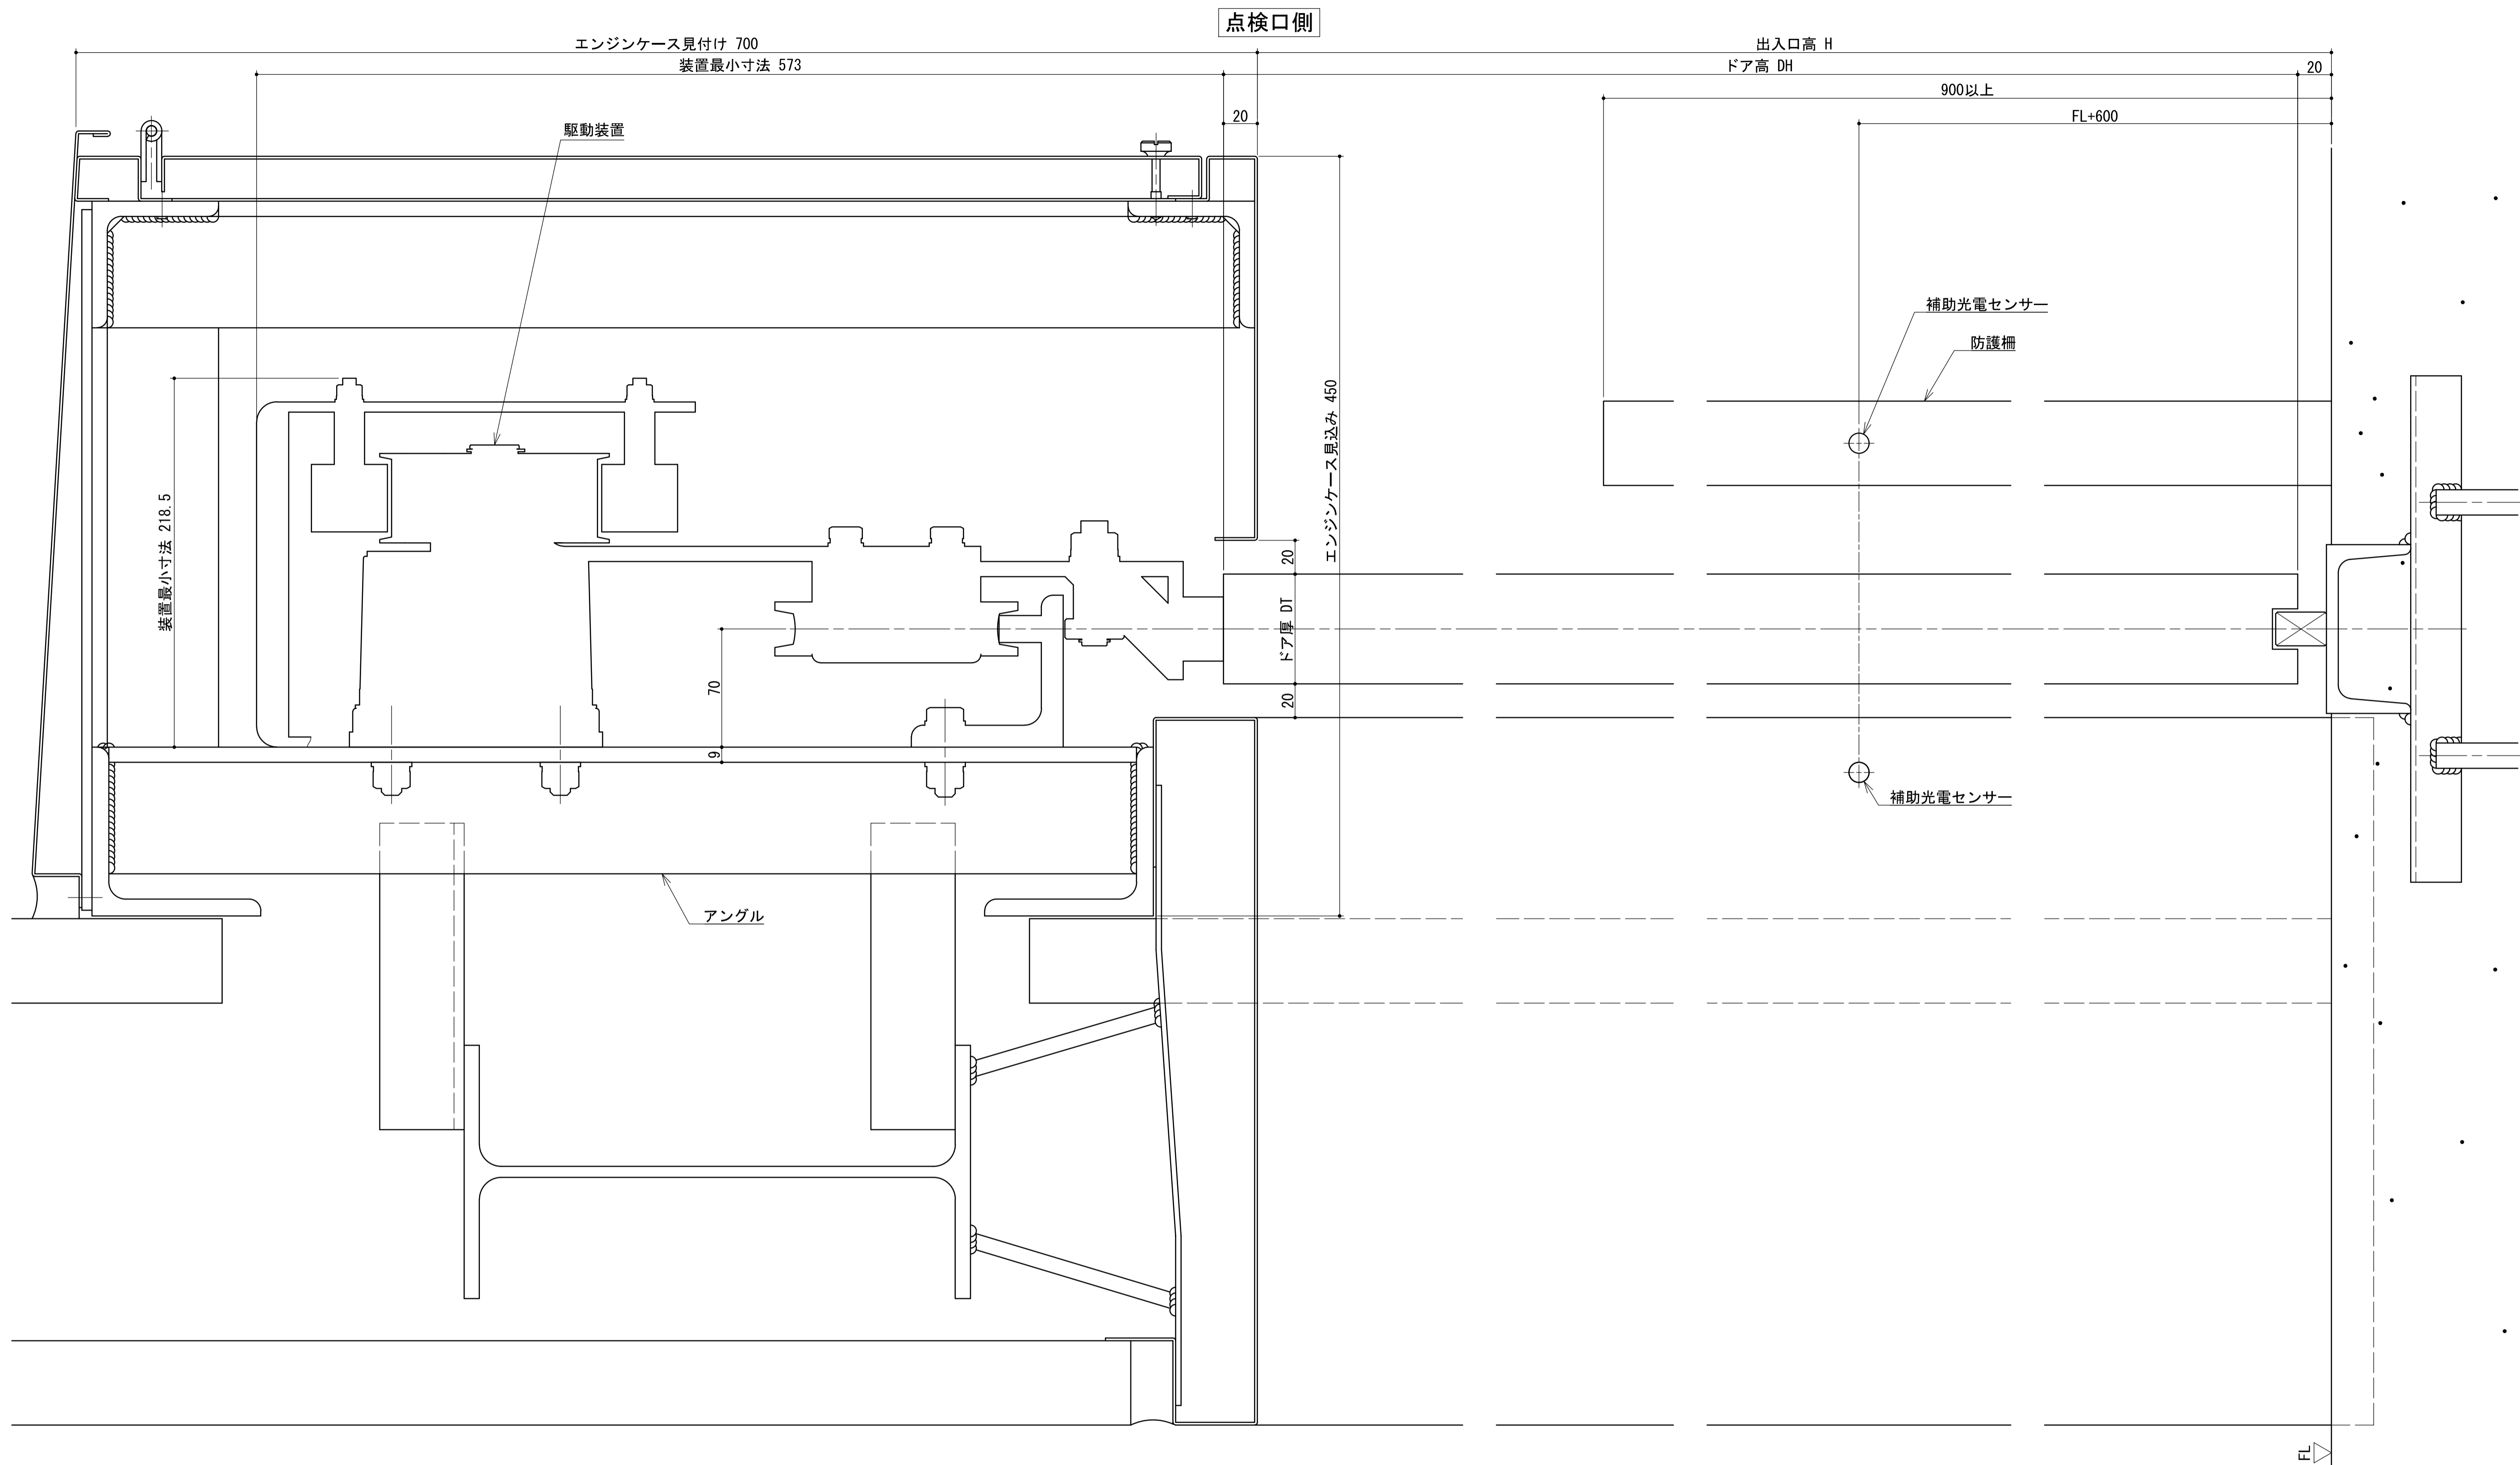 点検口側
エンジンケース見付け 700
出入口高 H
装置最小寸法 573
ドア高 DH
20
900以上
20
FL+600
駆動装置
補助光電センサー
防護柵
エンジンケース見込み 450
装置最小寸法 218.5
20
ドア厚 DT
70
20
9
補助光電センサー
アングル
FL